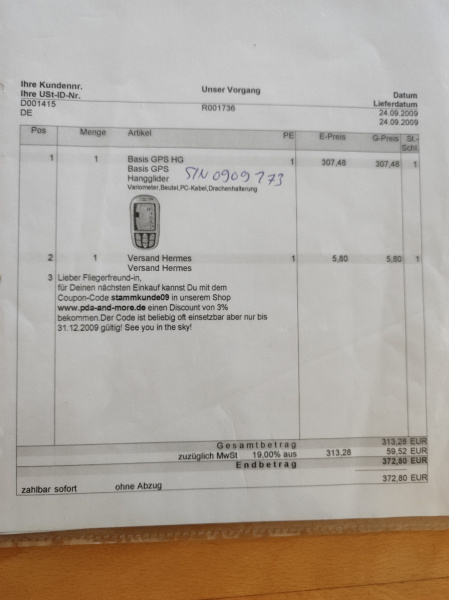 Ihre Kundennr.
Ihre USt-ID-Nr.
Unser Vorgang
Datum
Lieferdatum
D001415
R001736
24.09.2009
DE
24.09.2009
Pos Menge Artikel PE E-Preis G-Preis St.-Schl.
1 1 Basis GPS HG 1 307,48 307,48 1
Basis GPS
Hangglider S/N 0909173
Variometer,Beutel,PC-Kabel,Drachenhalterung
2 1 Versand Hermes 1 5,80 5,80 1
Versand Hermes
3 Lieber Fliegerfreund-in,
für Deinen nächsten Einkauf kannst Du mit dem
Coupon-Code stammkunde09 in unserem Shop
www.pda-and-more.de einen Discount von 3%
bekommen.Der Code ist beliebig oft einsetzbar aber nur bis
31.12.2009 gültig! See you in the sky!
Gesamtbetrag 313,28 EUR
zuzüglich MwSt 19,00% aus 313,28 59,52 EUR
Endbetrag 372,80 EUR
zahlbar sofort ohne Abzug 372,80 EUR